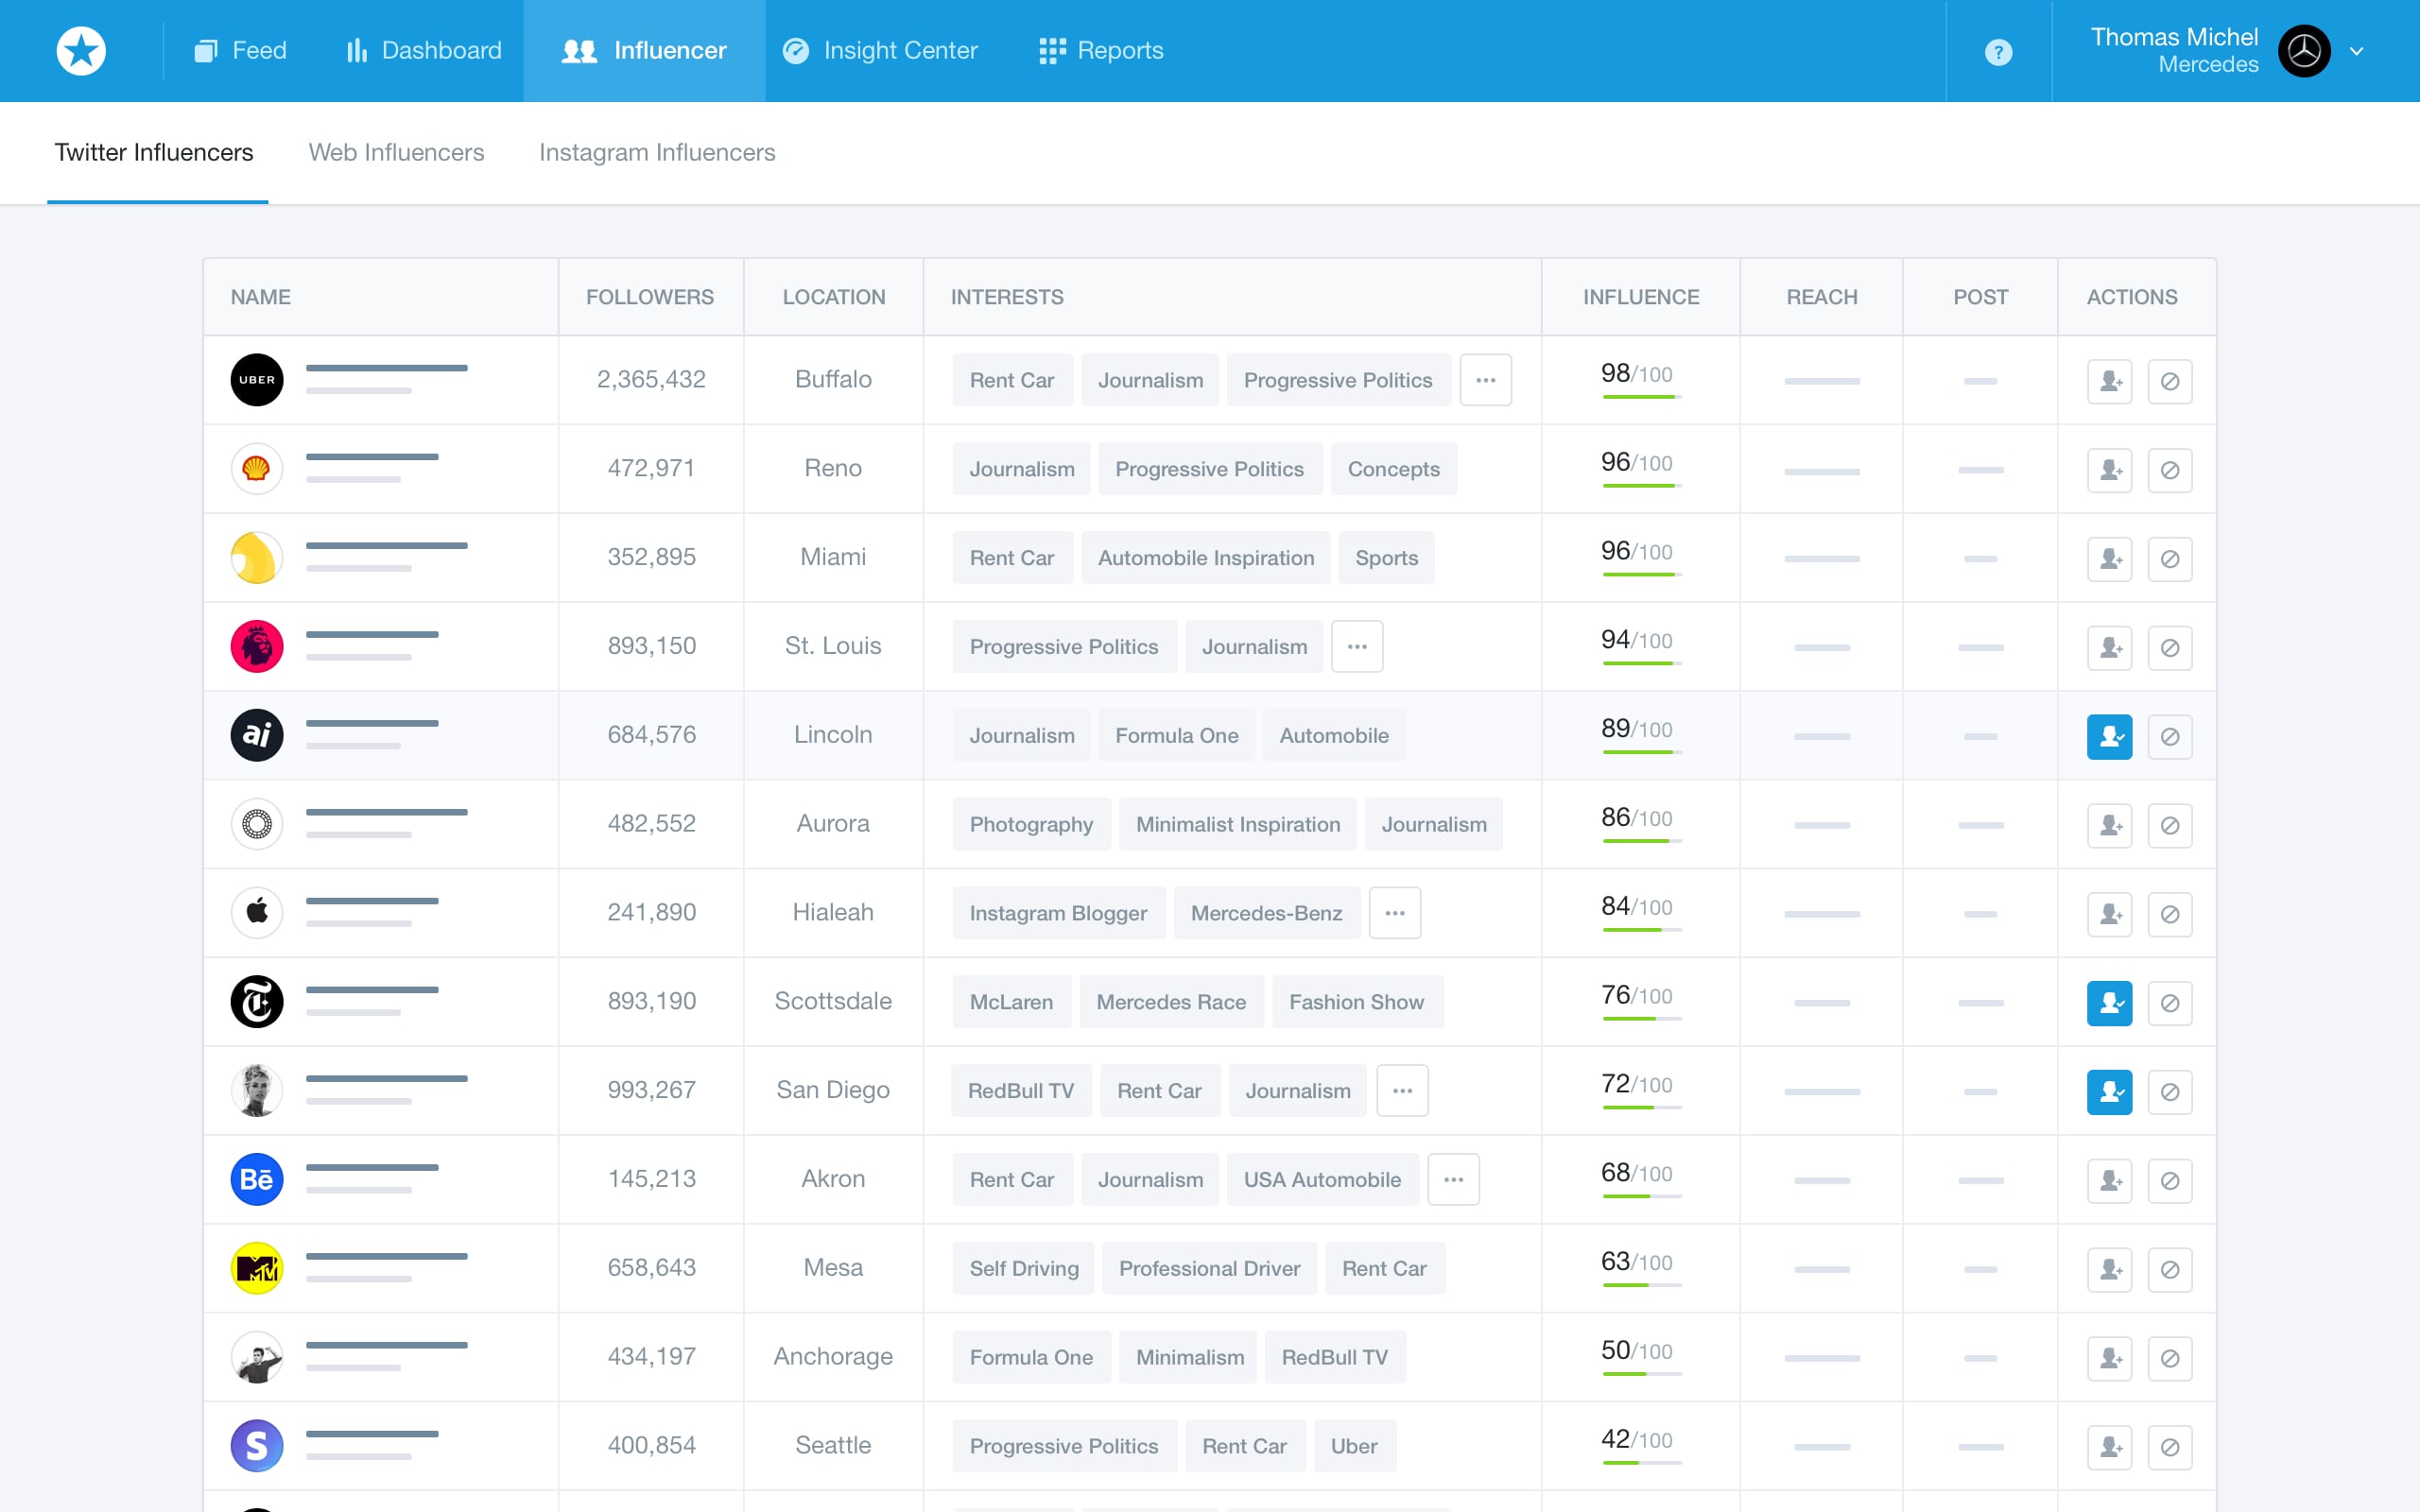 Feed Dashboard Influencer Insight Center Reports ? Thomas Michel
Mercedes
Twitter Influencers Web Influencers Instagram Influencers
NAME FOLLOWERS LOCATION INTERESTS INFLUENCE REACH POST ACTIONS
UBER 2,365,432 Buffalo Rent Car Journalism Progressive Politics ... 98/100
472,971 Reno Journalism Progressive Politics Concepts 96/100
352,895 Miami Rent Car Automobile Inspiration Sports 96/100
893,150 St. Louis Progressive Politics Journalism ... 94/100
ai 684,576 Lincoln Journalism Formula One Automobile 89/100
482,552 Aurora Photography Minimalist Inspiration Journalism 86/100
241,890 Hialeah Instagram Blogger Mercedes-Benz ... 84/100
T 893,190 Scottsdale McLaren Mercedes Race Fashion Show 76/100
993,267 San Diego RedBull TV Rent Car Journalism ... 72/100
Bē 145,213 Akron Rent Car Journalism USA Automobile ... 68/100
MTV 658,643 Mesa Self Driving Professional Driver Rent Car 63/100
434,197 Anchorage Formula One Minimalism RedBull TV 50/100
S 400,854 Seattle Progressive Politics Rent Car Uber 42/100